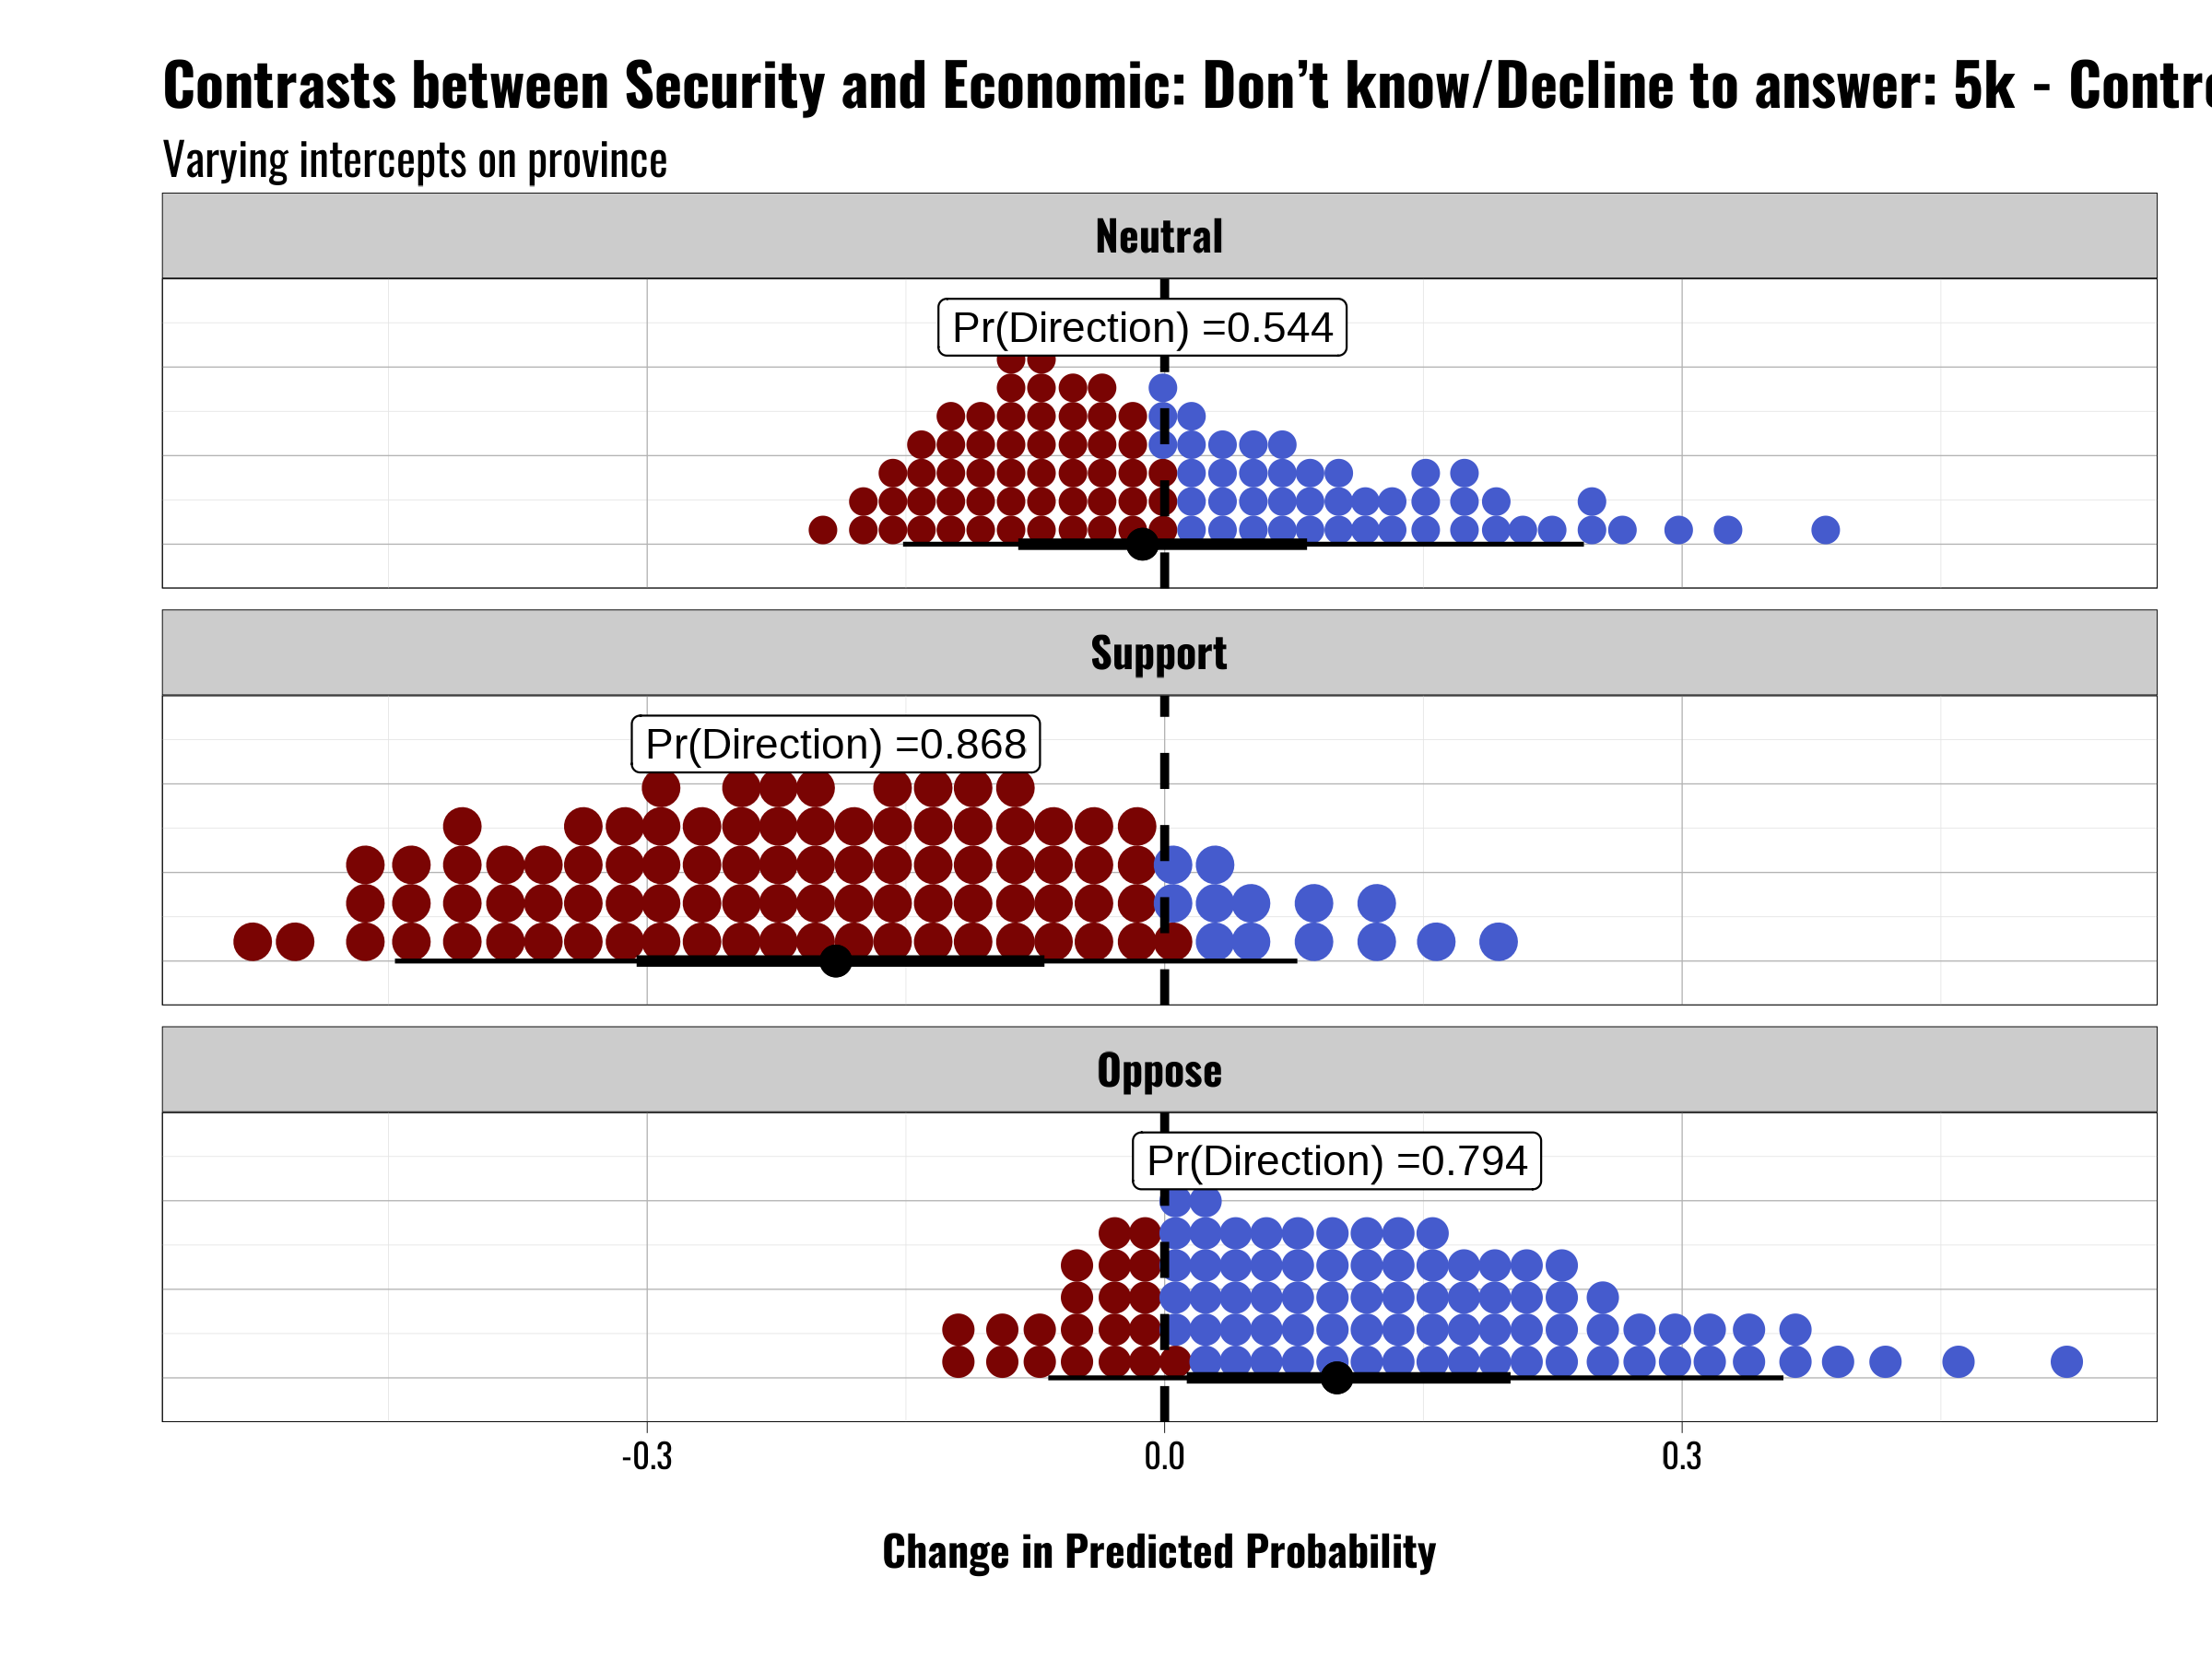 Contrasts between Security and Economic: Don’t know/Decline to answer: 5k -
Varying intercepts on province
Neutral
Pr(Direction) =0.544
Support
Pr(Direction) =0.868
Oppose
Pr(Direction) =0.794
-0.3 0.0 0.3
Change in Predicted Probability